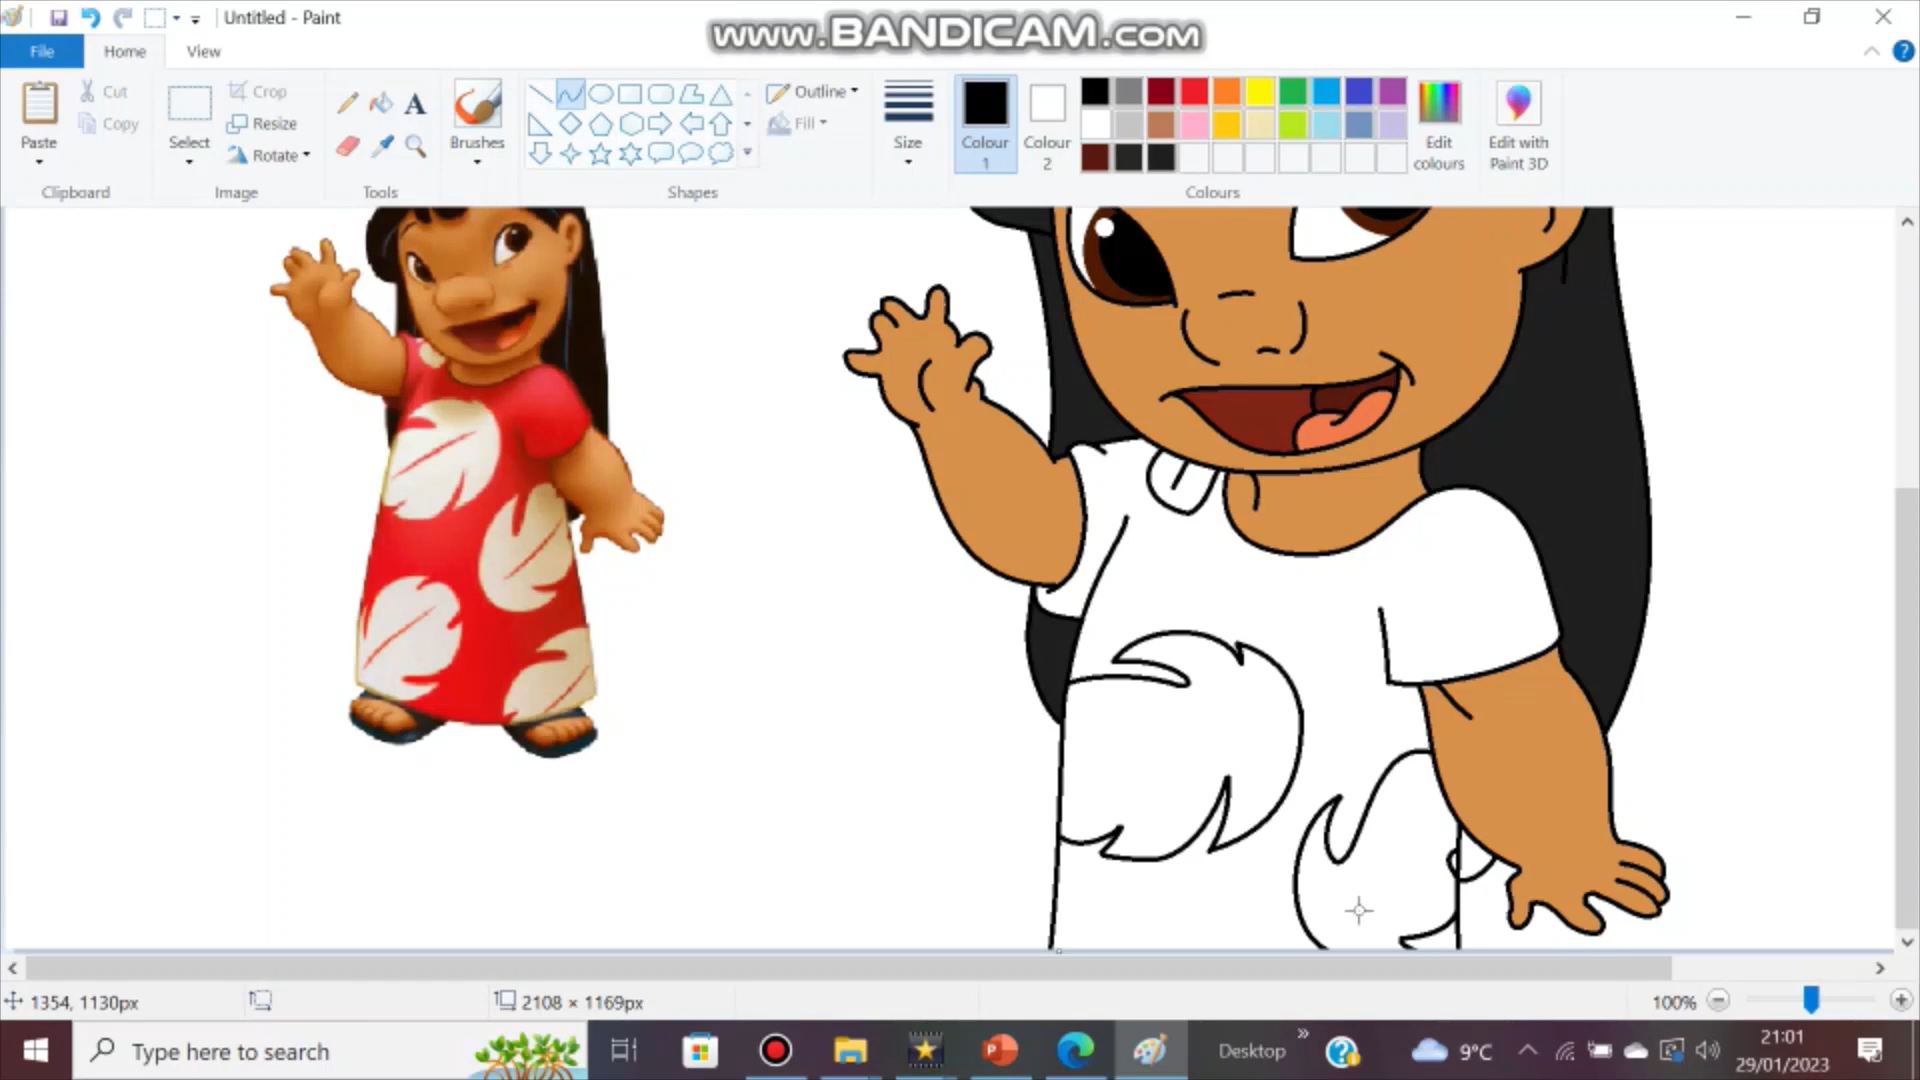 Untitled - Paint
www.BANDICAM.com
File
Home
View
Paste
Cut
Copy
Clipboard
Select
Crop
Resize
Rotate
Image
Tools
Brushes
Outline
Fill
Shapes
Size
Colour
1
Colour
2
Edit
colours
Edit with
Paint 3D
Colours
1354, 1130px
2108 × 1169px
100%
Type here to search
Desktop
9°C
21:01
29/01/2023